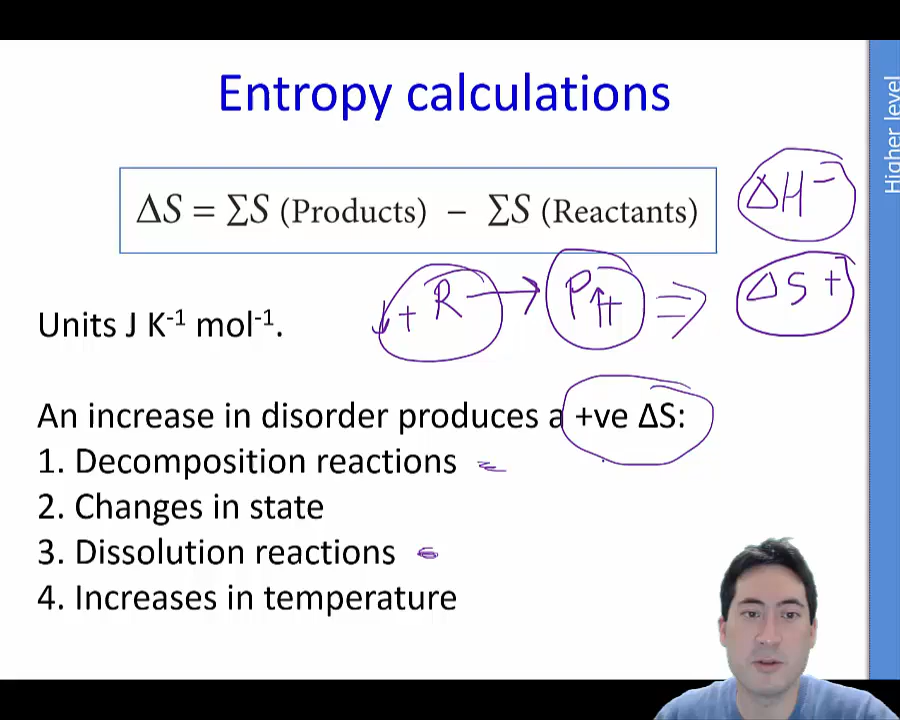 Entropy calculations
Higher level
ΔS = ∑S (Products) − ∑S (Reactants)
ΔH −
+ R → P ++ ⇒ ΔS +
Units J K⁻¹ mol⁻¹.
An increase in disorder produces a +ve ΔS:
1. Decomposition reactions
2. Changes in state
3. Dissolution reactions
4. Increases in temperature